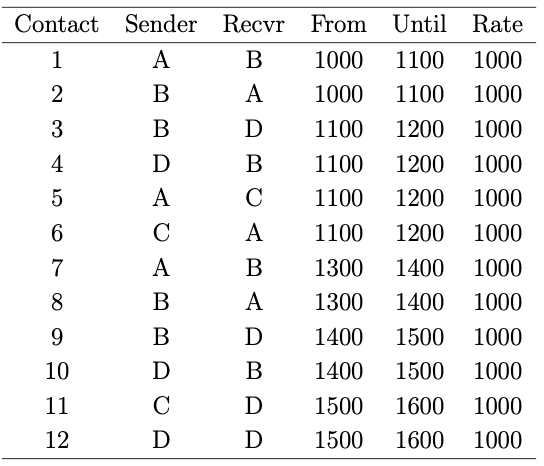 Contact Sender Recvr From Until Rate
1 A B 1000 1100 1000
2 B A 1000 1100 1000
3 B D 1100 1200 1000
4 D B 1100 1200 1000
5 A C 1100 1200 1000
6 C A 1100 1200 1000
7 A B 1300 1400 1000
8 B A 1300 1400 1000
9 B D 1400 1500 1000
10 D B 1400 1500 1000
11 C D 1500 1600 1000
12 D D 1500 1600 1000